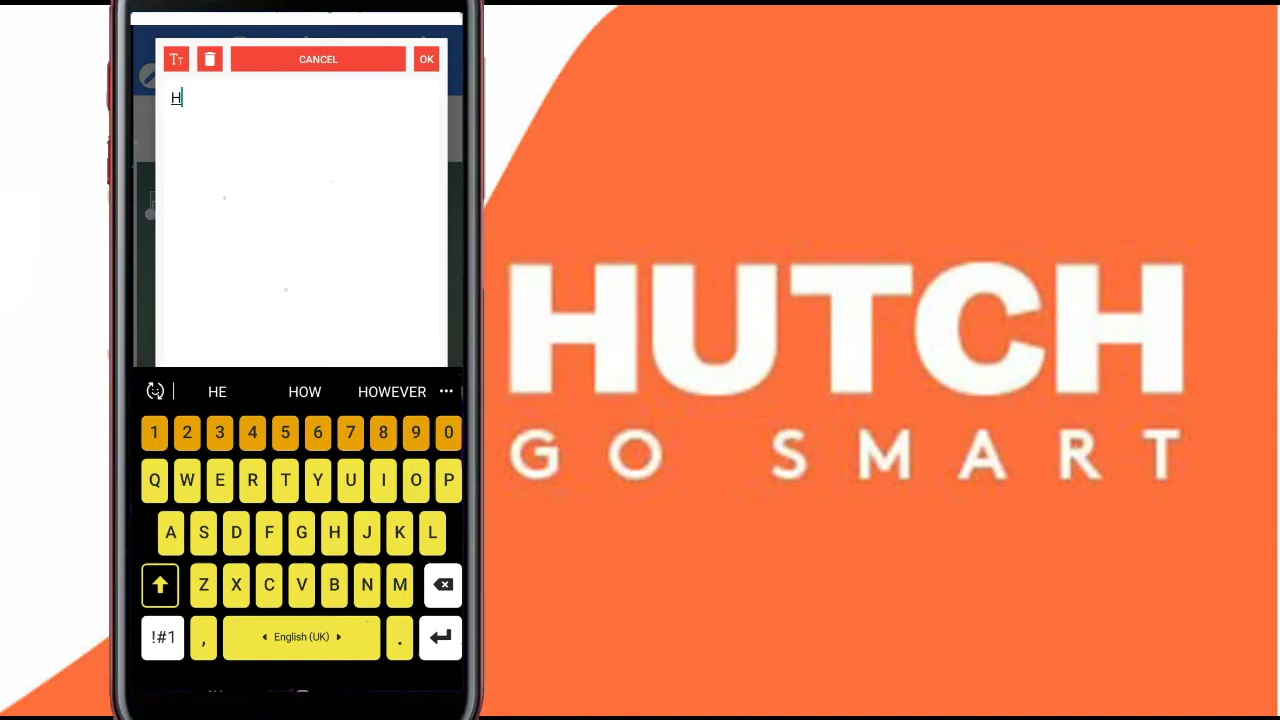 TT CANCEL OK
H
HE HOW HOWEVER •••
1 2 3 4 5 6 7 8 9 0
Q W E R T Y U I O P
A S D F G H J K L
Z X C V B N M
!#1 , English (UK) .
HUTCH
GO SMART